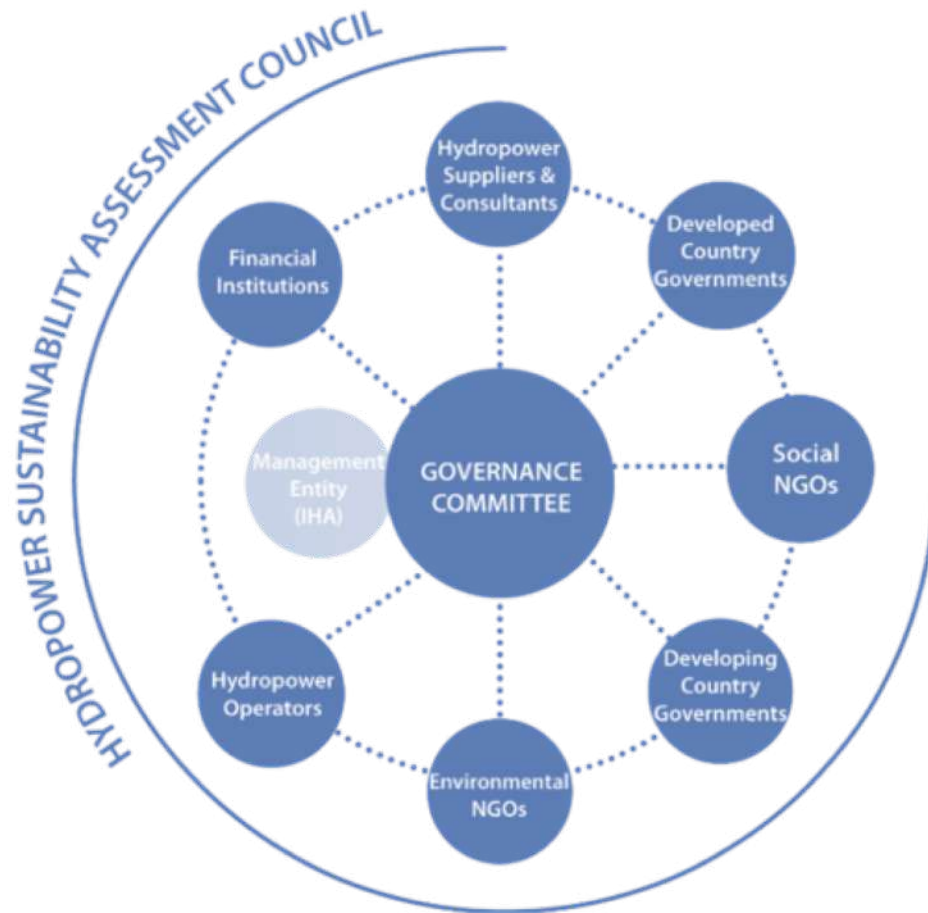 HYDROPOWER SUSTAINABILITY ASSESSMENT COUNCIL
Hydropower
Suppliers &
Consultants
Developed
Country
Governments
Financial
Institutions
Management
Entity
(IHA)
GOVERNANCE
COMMITTEE
Social
NGOs
Hydropower
Operators
Developing
Country
Governments
Environmental
NGOs